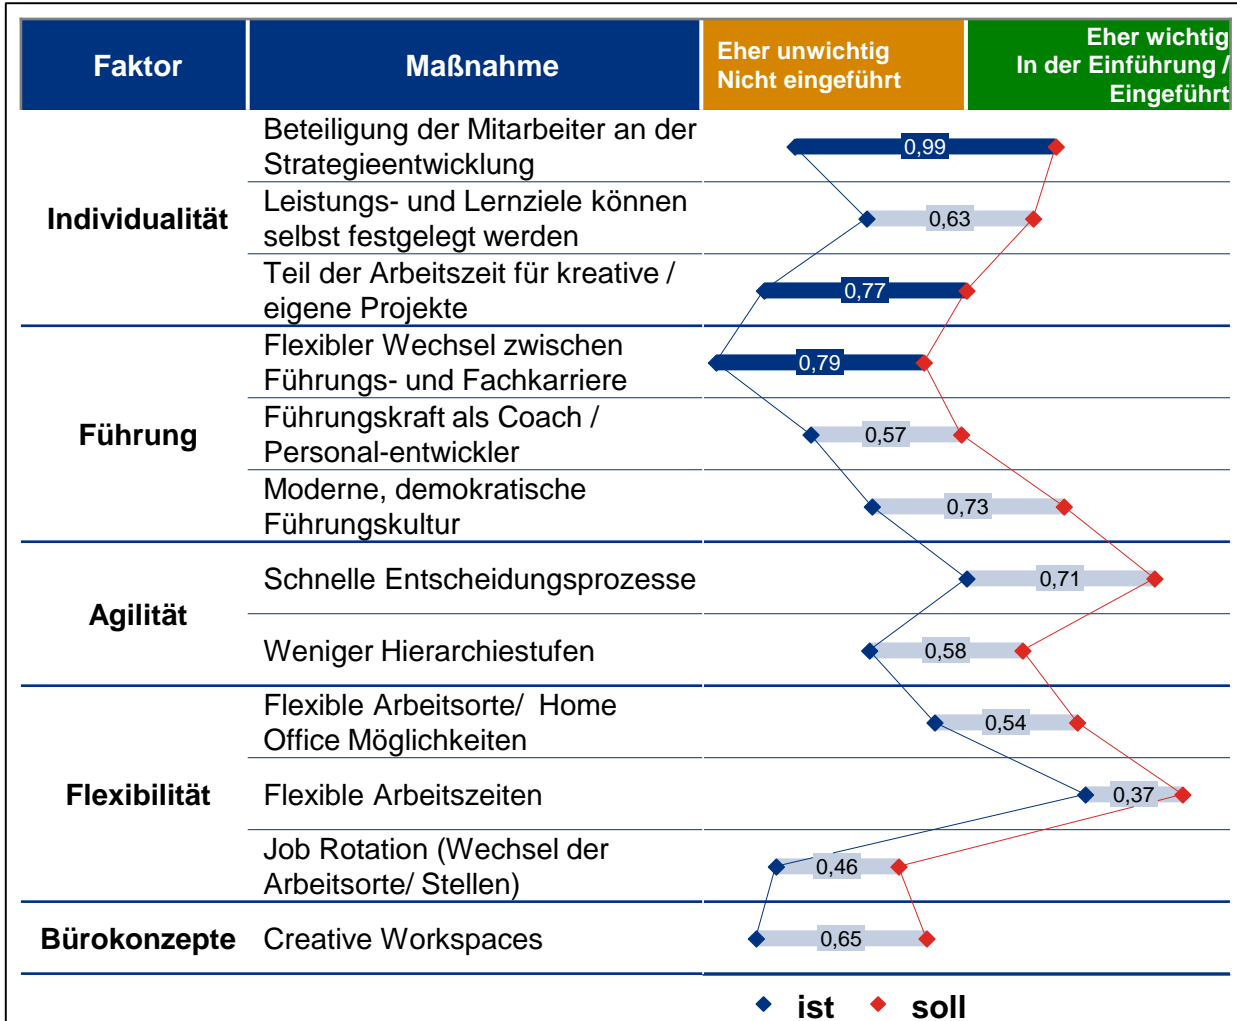 Faktor
Maßnahme
Eher unwichtig
Nicht eingeführt
Eher wichtig
In der Einführung /
Eingeführt
Individualität
Beteiligung der Mitarbeiter an der
Strategieentwicklung
0,99
Leistungs- und Lernziele können
selbst festgelegt werden
0,63
Teil der Arbeitszeit für kreative /
eigene Projekte
0,77
Führung
Flexibler Wechsel zwischen
Führungs- und Fachkarriere
0,79
Führungskraft als Coach /
Personal-entwickler
0,57
Moderne, demokratische
Führungskultur
0,73
Agilität
Schnelle Entscheidungsprozesse
0,71
Weniger Hierarchiestufen
0,58
Flexibilität
Flexible Arbeitsorte/ Home
Office Möglichkeiten
0,54
Flexible Arbeitszeiten
0,37
Job Rotation (Wechsel der
Arbeitsorte/ Stellen)
0,46
Bürokonzepte
Creative Workspaces
0,65
ist
soll